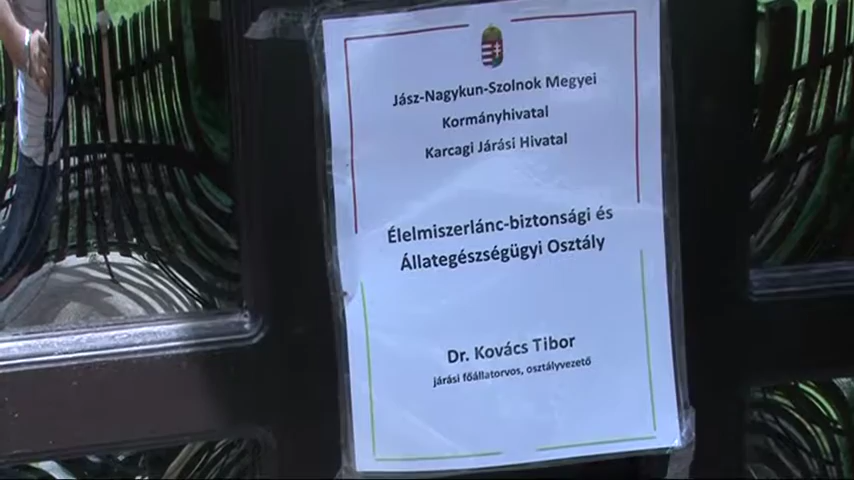 Jász-Nagykun-Szolnok Megyei
Kormányhivatal
Karcagi Járási Hivatal
Élelmiszerlánc-biztonsági és
Állategészségügyi Osztály
Dr. Kovács Tibor
járási főállatorvos, osztályvezető